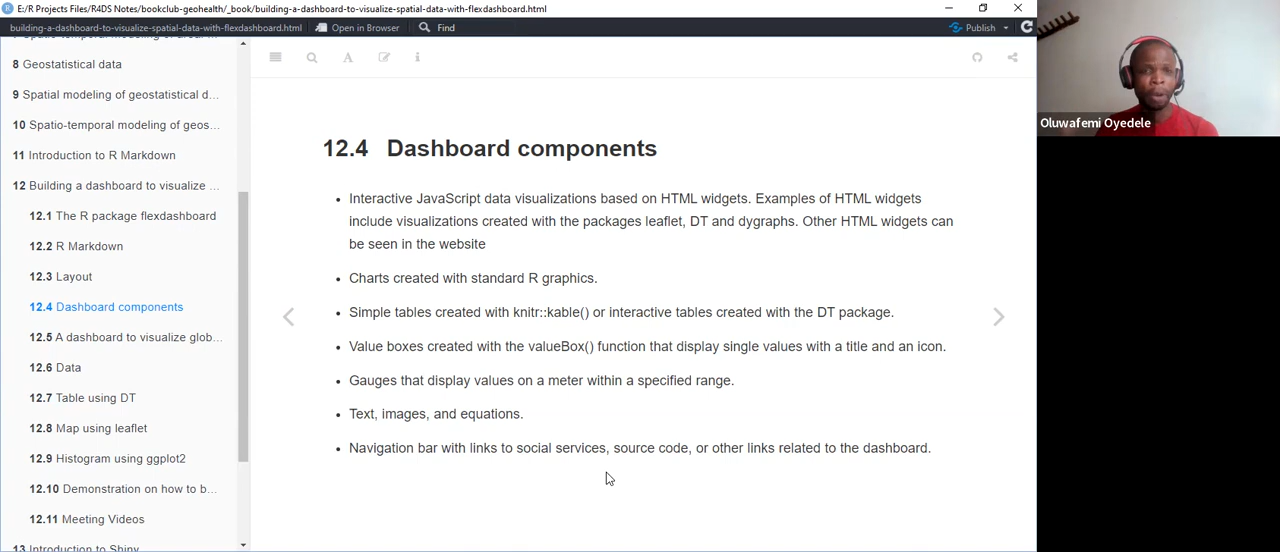 E:/R Projects Files/R4DS Notes/bookclub-geohealth/_book/building-a-dashboard-to-visualize-spatial-data-with-flexdashboard.html
building-a-dashboard-to-visualize-spatial-data-with-flexdashboard.html
Open in Browser
Find
Publish
8 Geostatistical data
9 Spatial modeling of geostatistical d...
10 Spatio-temporal modeling of geos...
11 Introduction to R Markdown
12 Building a dashboard to visualize ...
12.1 The R package flexdashboard
12.2 R Markdown
12.3 Layout
12.4 Dashboard components
12.5 A dashboard to visualize glob...
12.6 Data
12.7 Table using DT
12.8 Map using leaflet
12.9 Histogram using ggplot2
12.10 Demonstration on how to b...
12.11 Meeting Videos
13 Introduction to Shiny
12.4 Dashboard components
• Interactive JavaScript data visualizations based on HTML widgets. Examples of HTML widgets
include visualizations created with the packages leaflet, DT and dygraphs. Other HTML widgets can
be seen in the website
• Charts created with standard R graphics.
• Simple tables created with knitr::kable() or interactive tables created with the DT package.
• Value boxes created with the valueBox() function that display single values with a title and an icon.
• Gauges that display values on a meter within a specified range.
• Text, images, and equations.
• Navigation bar with links to social services, source code, or other links related to the dashboard.
Oluwafemi Oyedele